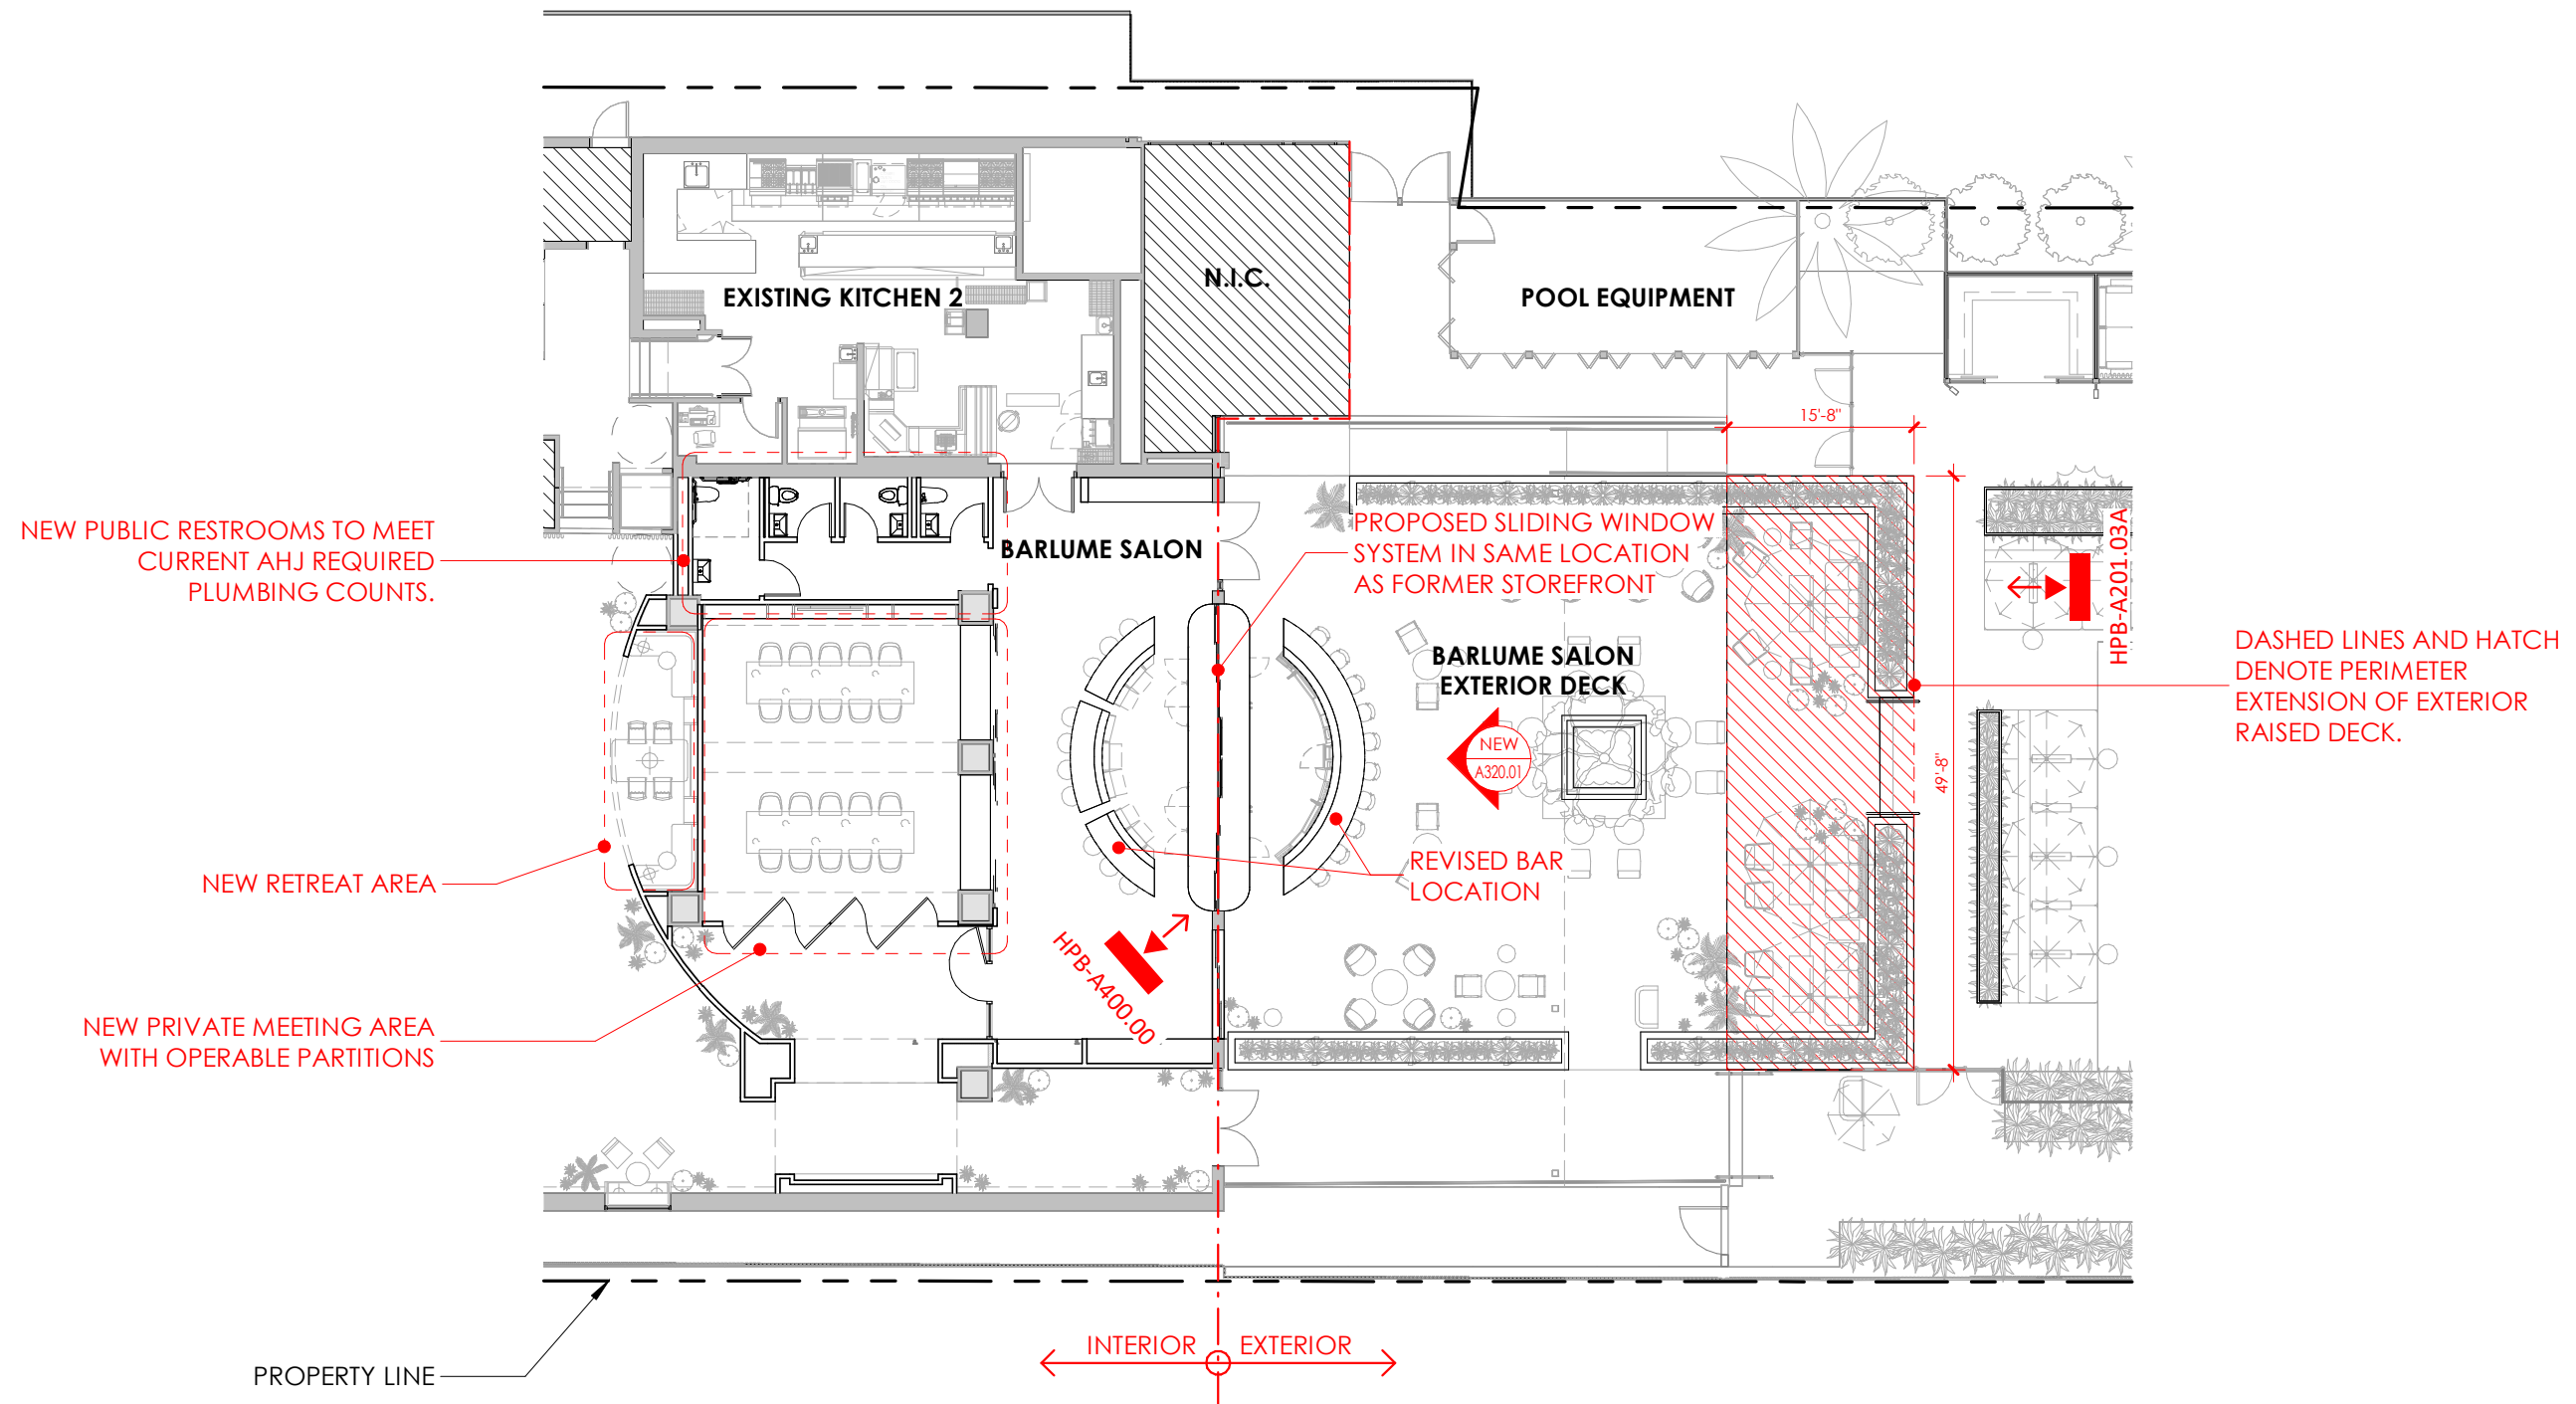 EXISTING KITCHEN 2
N.I.C.
POOL EQUIPMENT
15'-8"
NEW PUBLIC RESTROOMS TO MEET
CURRENT AHJ REQUIRED
PLUMBING COUNTS.
BARLUME SALON
PROPOSED SLIDING WINDOW
SYSTEM IN SAME LOCATION
AS FORMER STOREFRONT
HPB-A201.03A
BARLUME SALON
EXTERIOR DECK
DASHED LINES AND HATCH
DENOTE PERIMETER
EXTENSION OF EXTERIOR
RAISED DECK.
NEW
A320.01
49'-8"
REVISED BAR
LOCATION
NEW RETREAT AREA
HPB-A400.00
NEW PRIVATE MEETING AREA
WITH OPERABLE PARTITIONS
INTERIOR
EXTERIOR
PROPERTY LINE